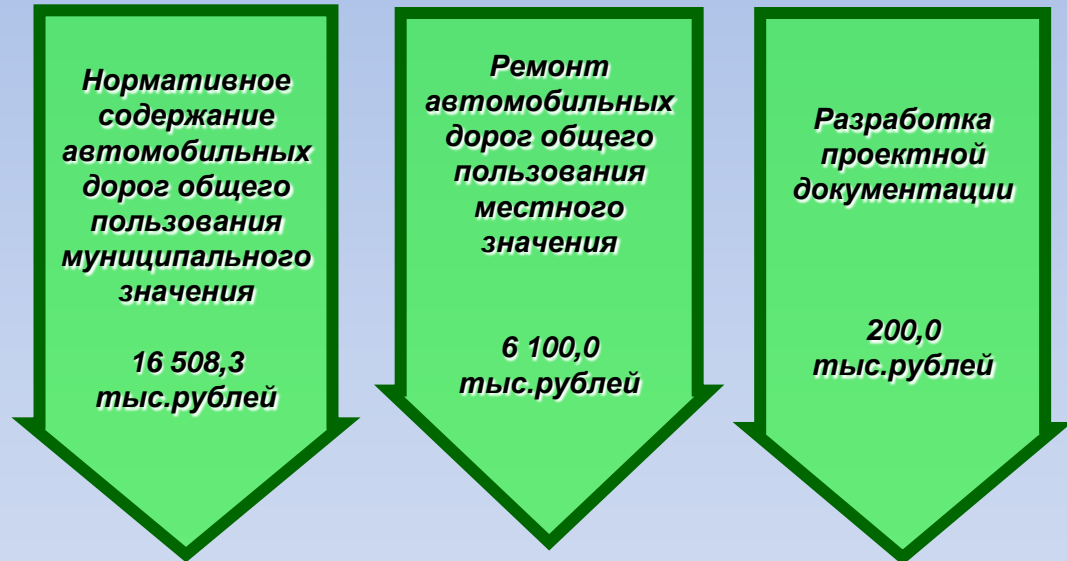 Нормативное
содержание
автомобильных
дорог общего
пользования
муниципального
значения
16 508,3
тыс.рублей
Ремонт
автомобильных
дорог общего
пользования
местного
значения
6 100,0
тыс.рублей
Разработка
проектной
документации
200,0
тыс.рублей